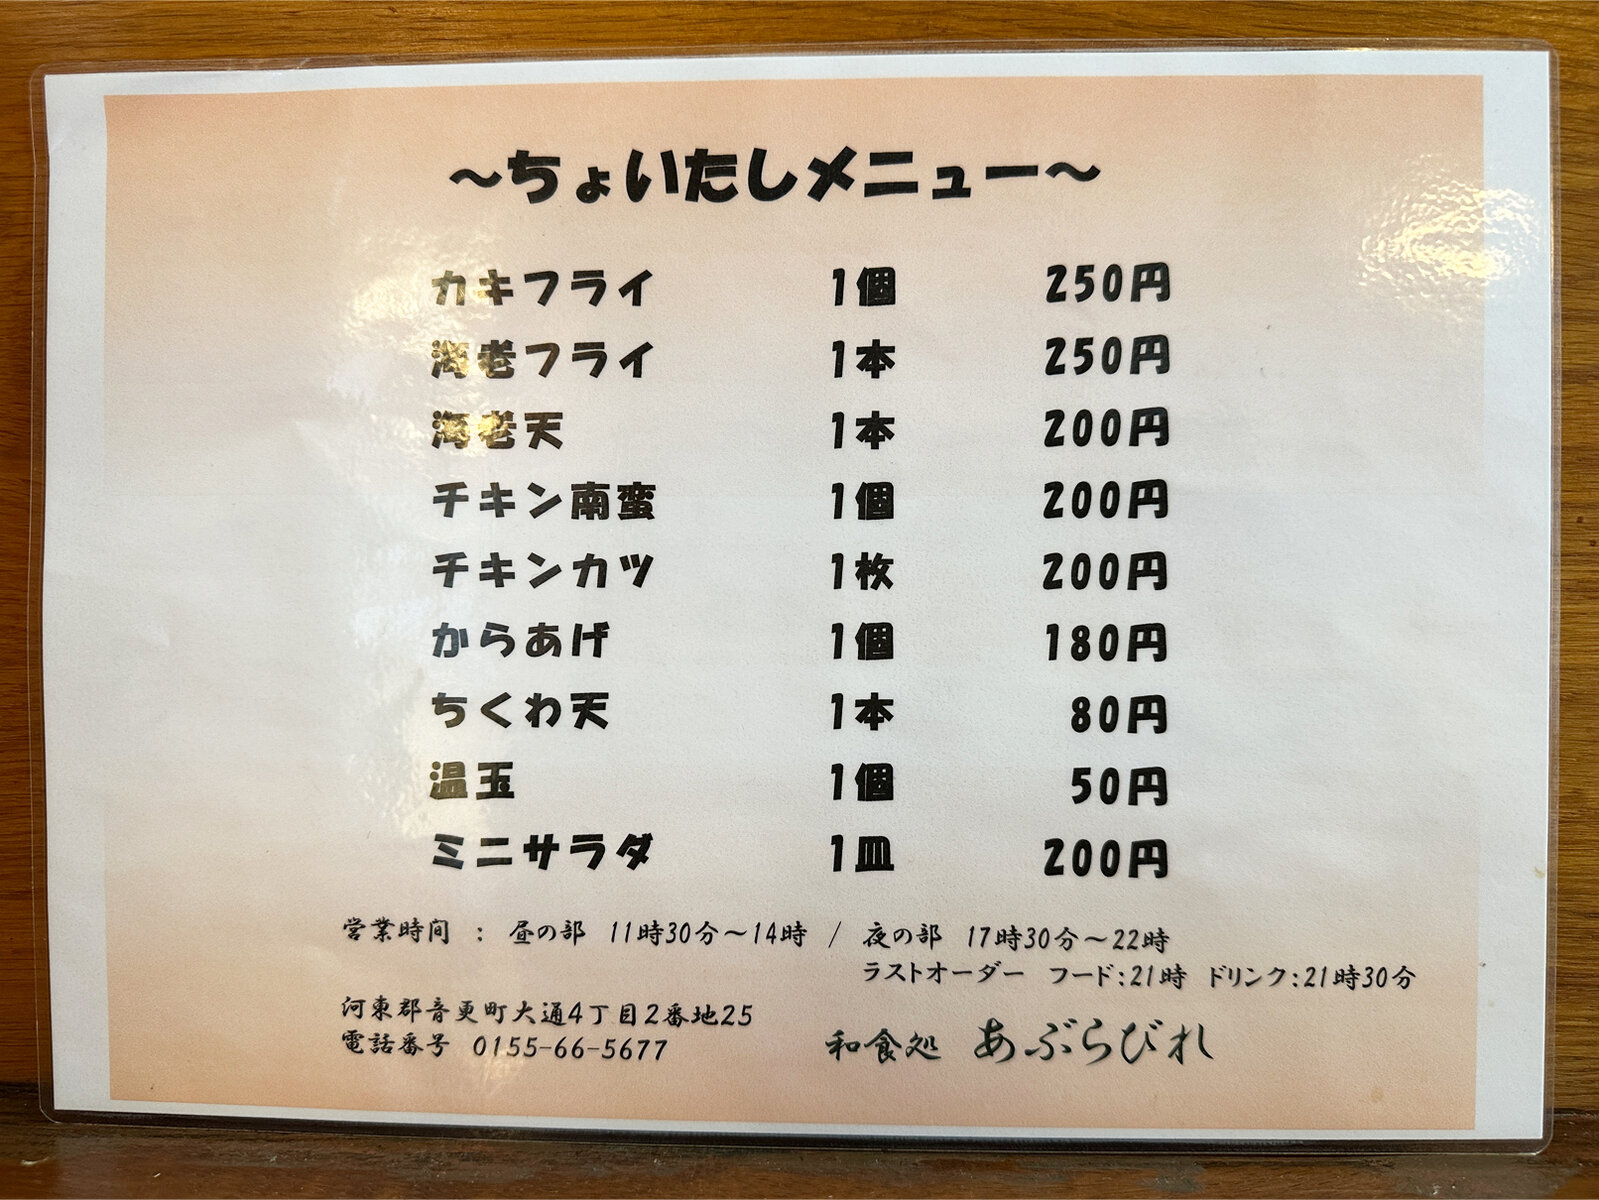 ～ちょいたしメニュー～
カキフライ 1個 250円
海老フライ 1本 250円
海老天 1本 200円
チキン南蛮 1個 200円
チキンカツ 1枚 200円
からあげ 1個 180円
ちくわ天 1本 80円
温玉 1個 50円
ミニサラダ 1皿 200円
営業時間 ： 昼の部 11時30分～14時 / 夜の部 17時30分～22時
ラストオーダー フード：21時 ドリンク：21時30分
河東郡音更町大通4丁目2番地25
電話番号 0155-66-5677
和食処 あぶらびれ